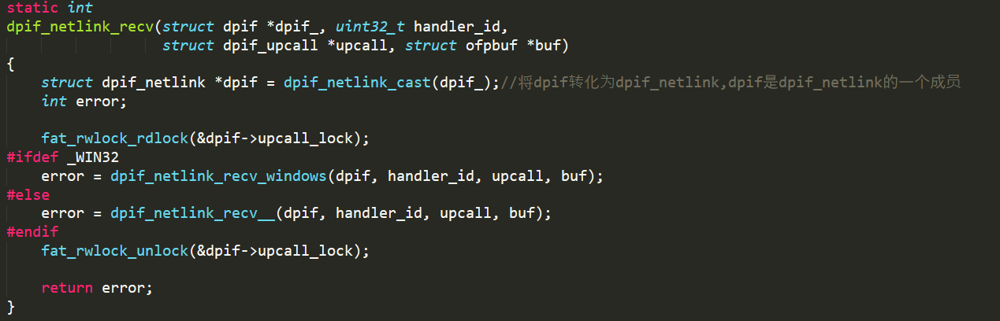 static int
dpif_netlink_recv(struct dpif *dpif_, uint32_t handler_id,
                  struct dpif_upcall *upcall, struct ofpbuf *buf)
{
    struct dpif_netlink *dpif = dpif_netlink_cast(dpif_);//将dpif转化为dpif_netlink,dpif是dpif_netlink的一个成员
    int error;

    fat_rwlock_rdlock(&dpif->upcall_lock);
#ifdef _WIN32
    error = dpif_netlink_recv_windows(dpif, handler_id, upcall, buf);
#else
    error = dpif_netlink_recv__(dpif, handler_id, upcall, buf);
#endif
    fat_rwlock_unlock(&dpif->upcall_lock);

    return error;
}